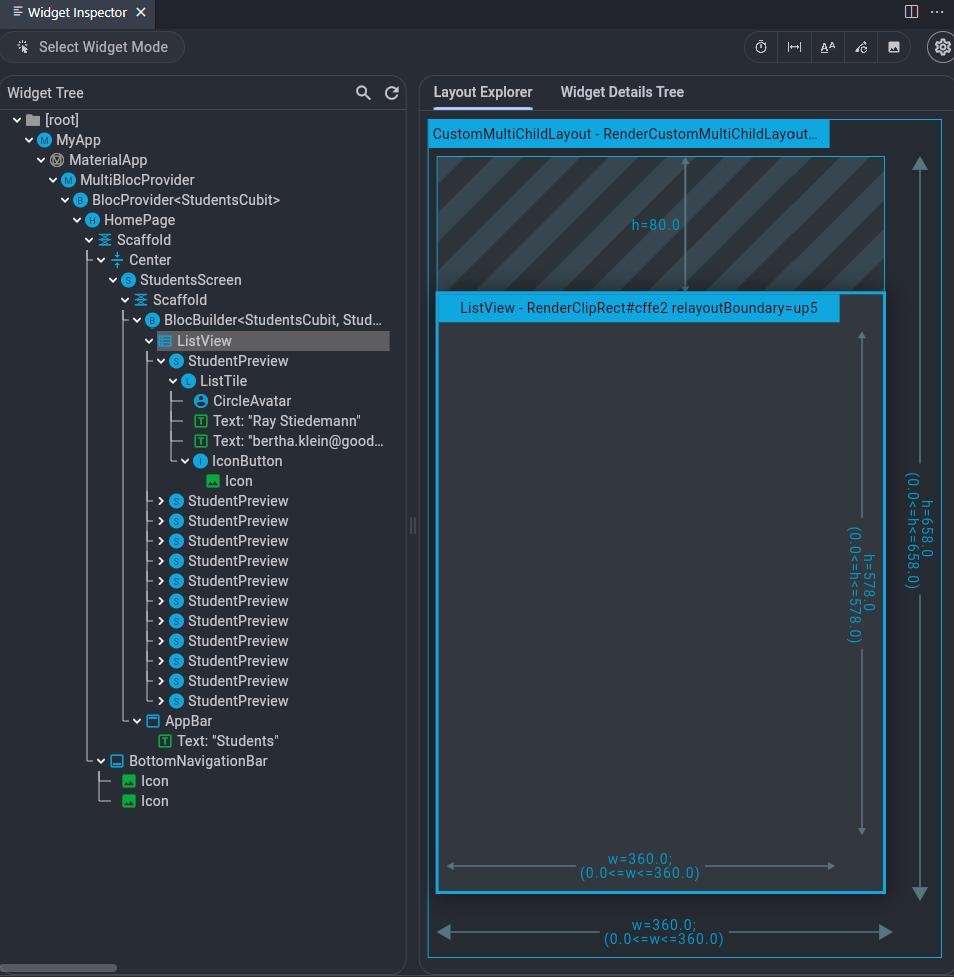 Widget Inspector
Select Widget Mode
Widget Tree
[root]
MyApp
MaterialApp
MultiBlocProvider
BlocProvider<StudentsCubit>
HomePage
Scaffold
Center
StudentsScreen
Scaffold
BlocBuilder<StudentsCubit, Stud...
ListView
StudentPreview
ListTile
CircleAvatar
Text: "Ray Stiedemann"
Text: "bertha.klein@good...
IconButton
Icon
StudentPreview
StudentPreview
StudentPreview
StudentPreview
StudentPreview
StudentPreview
StudentPreview
StudentPreview
StudentPreview
StudentPreview
StudentPreview
AppBar
Text: "Students"
BottomNavigationBar
Icon
Icon
Layout Explorer
Widget Details Tree
CustomMultiChildLayout - RenderCustomMultiChildLayout...
h=80.0
ListView - RenderClipRect#cffe2 relayoutBoundary=up5
h=578.0
(0.0<=h<=578.0)
h=658.0
(0.0<=h<=658.0)
w=360.0;
(0.0<=w<=360.0)
w=360.0;
(0.0<=w<=360.0)